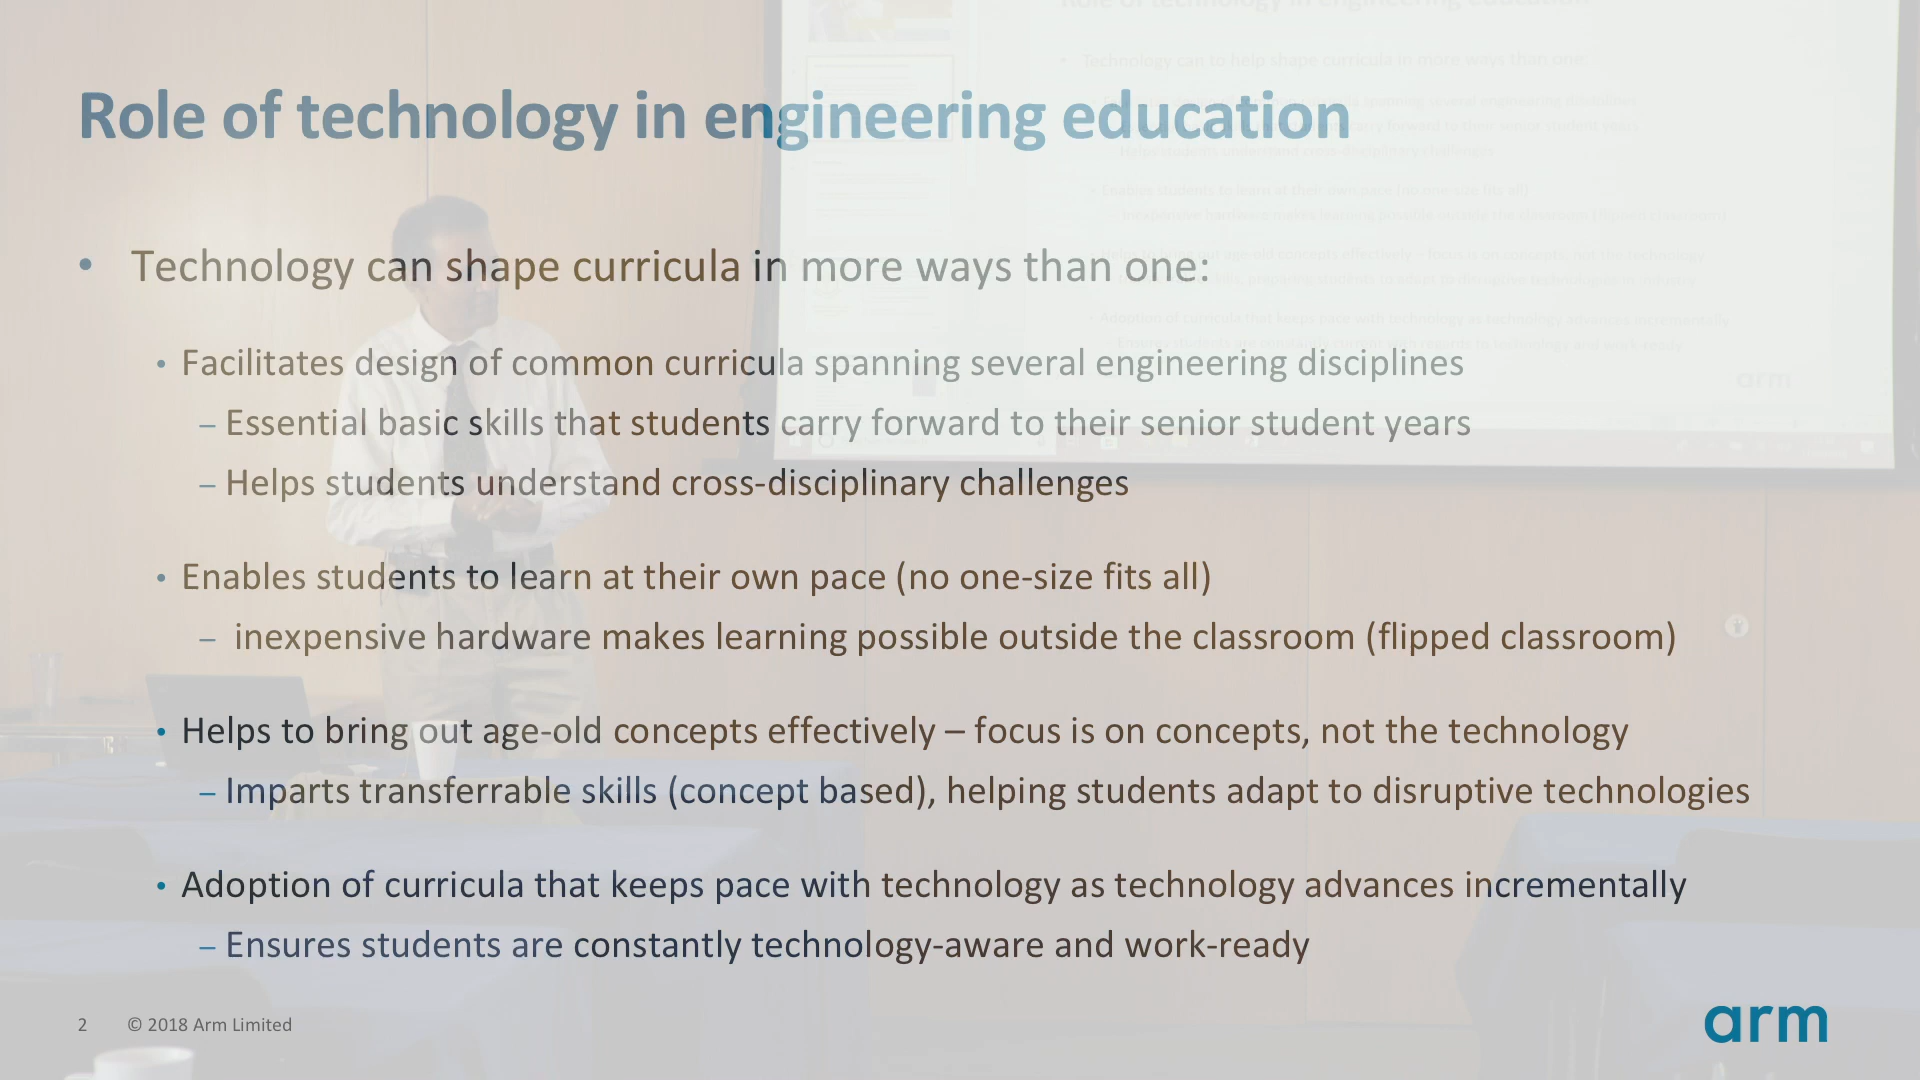 Role of technology in engineering education
• Technology can shape curricula in more ways than one:
• Facilitates design of common curricula spanning several engineering disciplines
– Essential basic skills that students carry forward to their senior student years
– Helps students understand cross-disciplinary challenges
• Enables students to learn at their own pace (no one-size fits all)
– inexpensive hardware makes learning possible outside the classroom (flipped classroom)
• Helps to bring out age-old concepts effectively – focus is on concepts, not the technology
– Imparts transferrable skills (concept based), helping students adapt to disruptive technologies
• Adoption of curricula that keeps pace with technology as technology advances incrementally
– Ensures students are constantly technology-aware and work-ready
2 © 2018 Arm Limited
arm